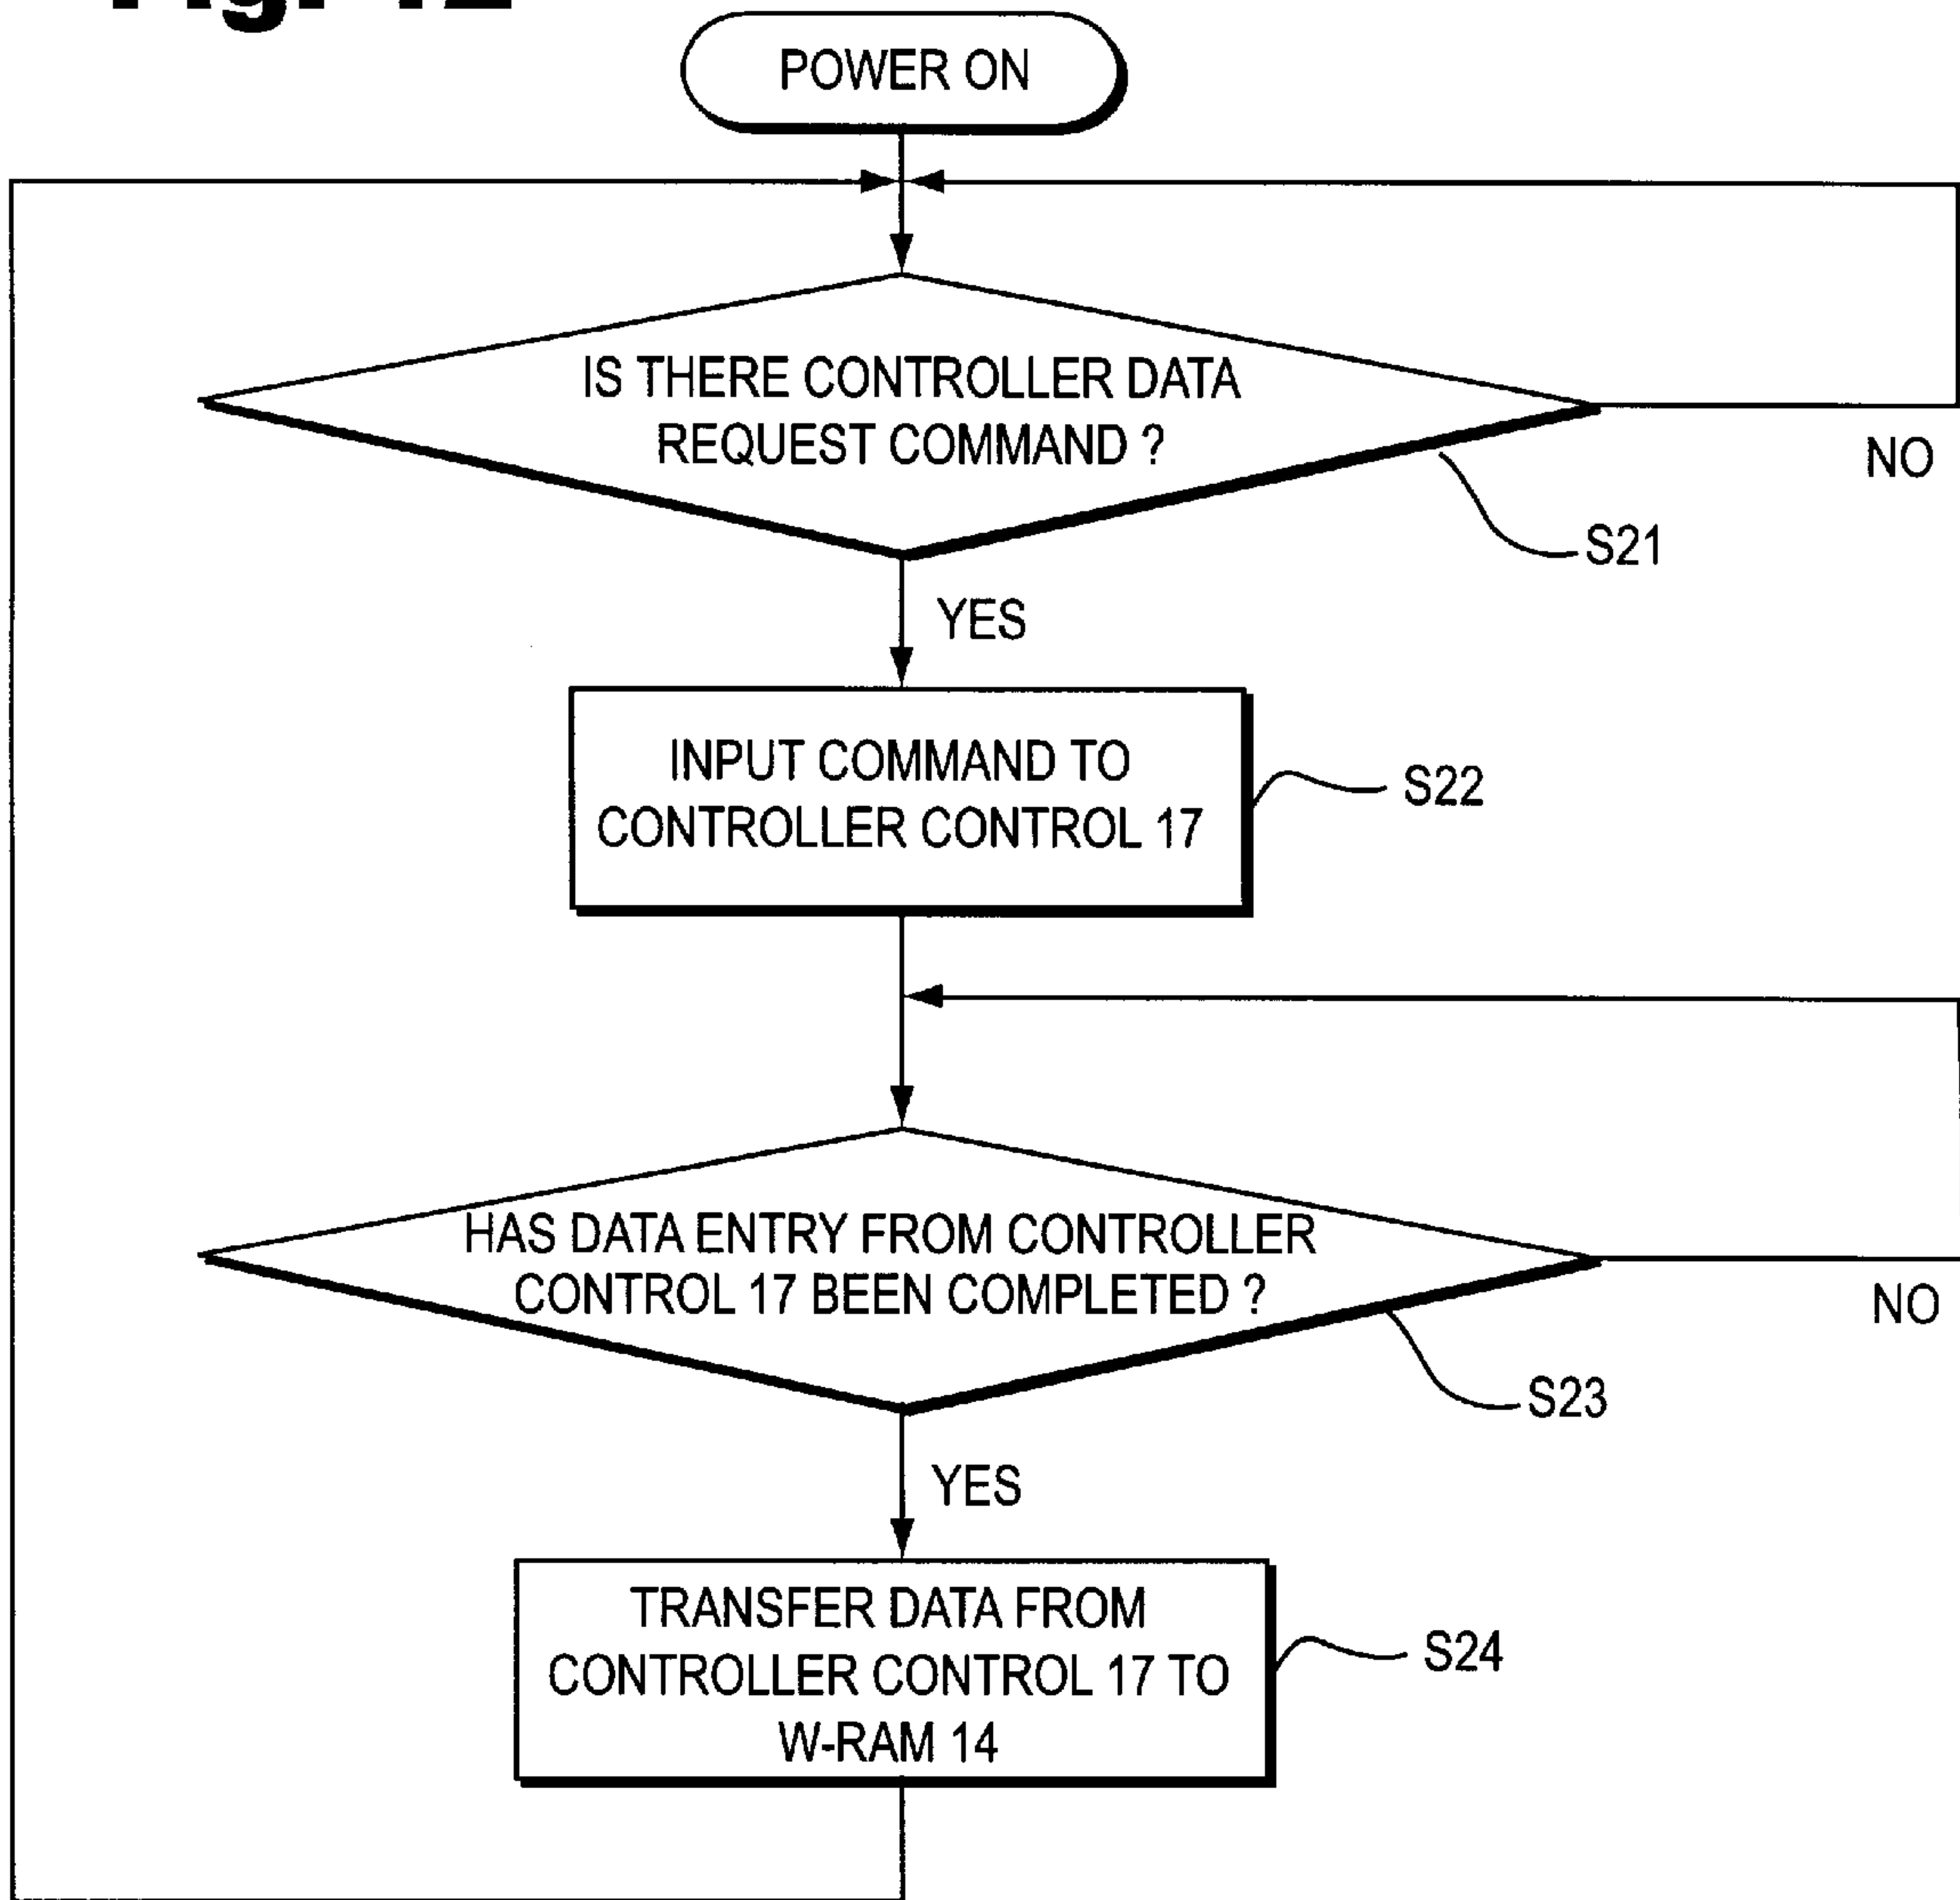 POWER ON
IS THERE CONTROLLER DATA
REQUEST COMMAND ?
NO
S21
YES
INPUT COMMAND TO
CONTROLLER CONTROL 17
S22
HAS DATA ENTRY FROM CONTROLLER
CONTROL 17 BEEN COMPLETED ?
NO
S23
YES
TRANSFER DATA FROM
CONTROLLER CONTROL 17 TO
W-RAM 14
S24